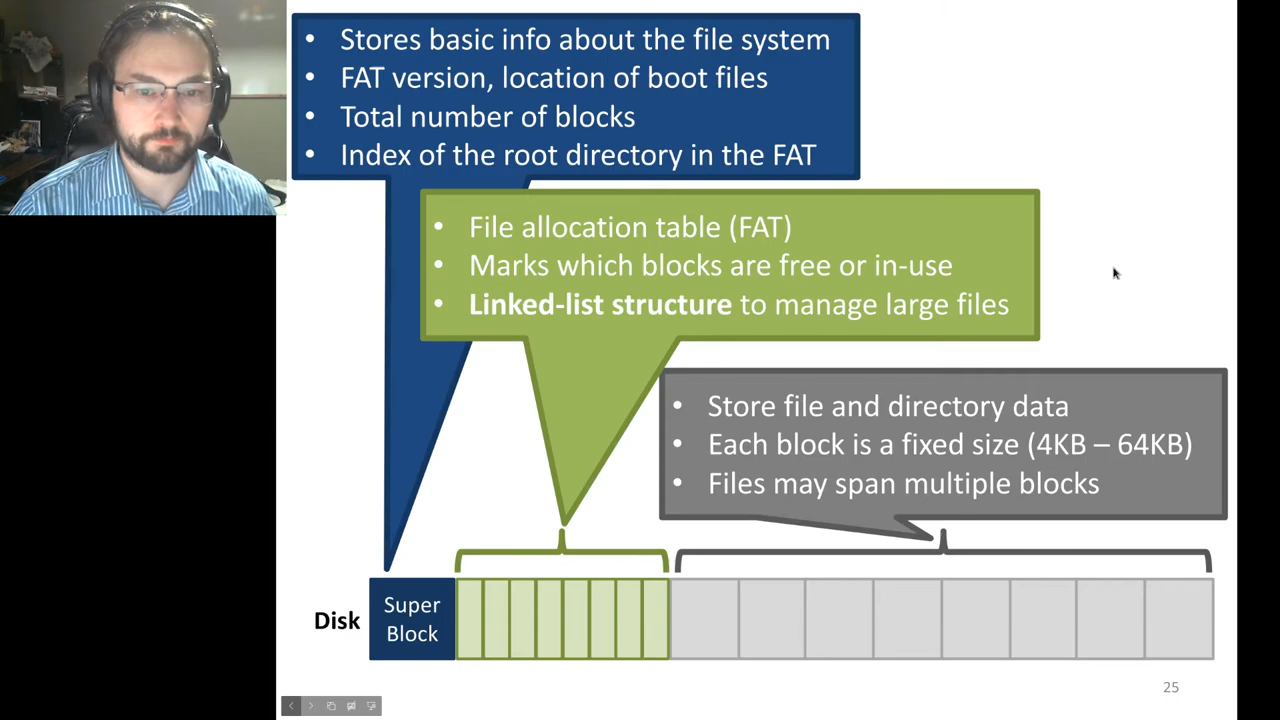 • Stores basic info about the file system
• FAT version, location of boot files
• Total number of blocks
• Index of the root directory in the FAT
• File allocation table (FAT)
• Marks which blocks are free or in-use
• Linked-list structure to manage large files
• Store file and directory data
• Each block is a fixed size (4KB – 64KB)
• Files may span multiple blocks
Disk
Super
Block
25